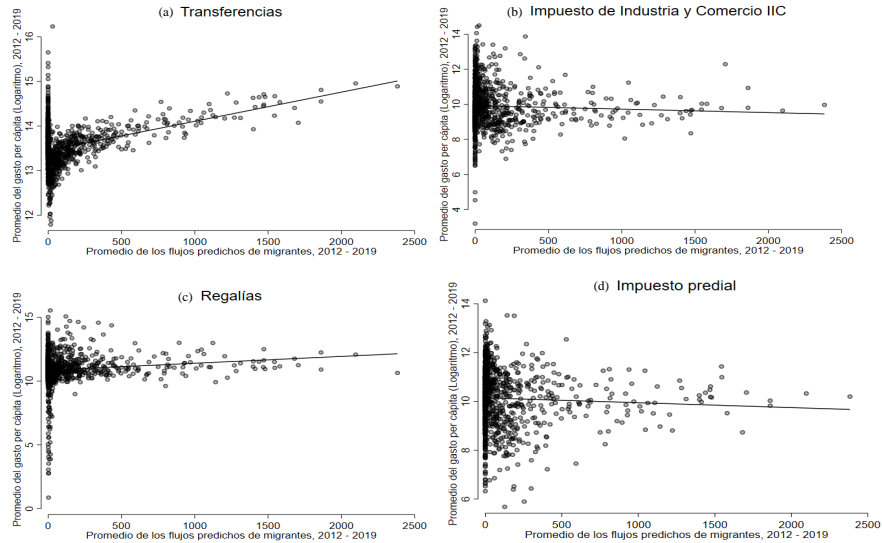 (a) Transferencias
Promedio del gasto per cápita (Logaritmo), 2012 - 2019
16
15
14
13
12
0 500 1000 1500 2000 2500
Promedio de los flujos predichos de migrantes, 2012 - 2019
(b) Impuesto de Industria y Comercio IIC
Promedio del gasto per cápita (Logaritmo), 2012 - 2019
14
12
10
8
6
4
0 500 1000 1500 2000 2500
Promedio de los flujos predichos de migrantes, 2012 - 2019
(c) Regalías
Promedio del gasto per cápita (Logaritmo), 2012 - 2019
15
10
5
0
0 500 1000 1500 2000 2500
Promedio de los flujos predichos de migrantes, 2012 - 2019
(d) Impuesto predial
Promedio del gasto per cápita (Logaritmo), 2012 - 2019
14
12
10
8
6
0 500 1000 1500 2000 2500
Promedio de los flujos predichos de migrantes, 2012 - 2019